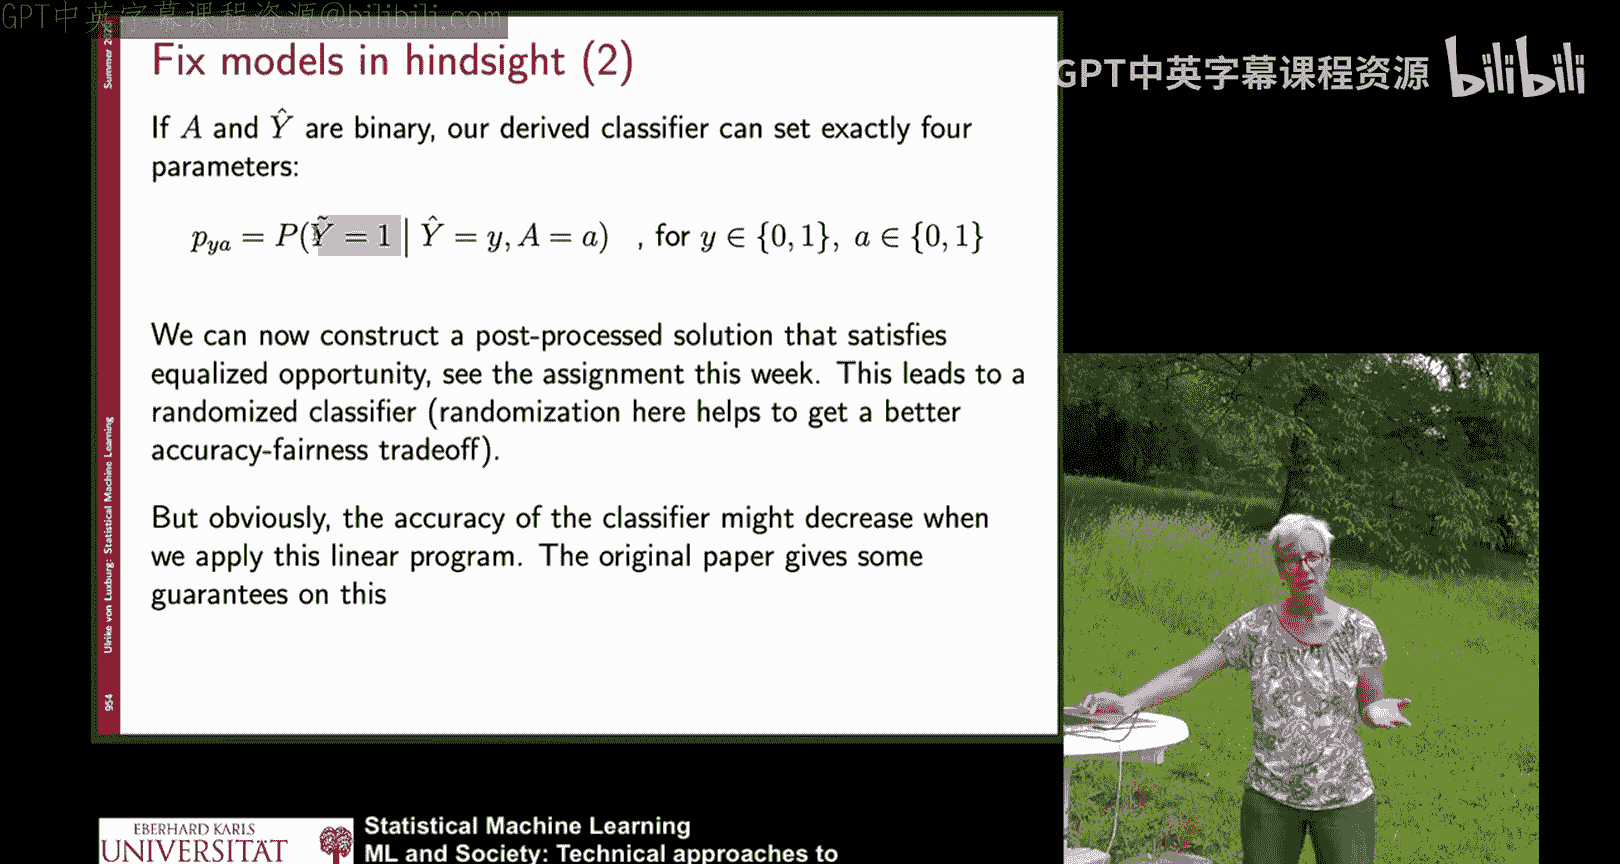 GPT中英字幕课程资源@bilibili.com
GPT中英字幕课程资源 bilibili
Summer 2020
Fix models in hindsight (2)
If A and Ŷ are binary, our derived classifier can set exactly four
parameters:
p_{ya} = P(Ỹ = 1 | Ŷ = y, A = a) , for y ∈ {0, 1}, a ∈ {0, 1}
We can now construct a post-processed solution that satisfies
equalized opportunity, see the assignment this week. This leads to a
randomized classifier (randomization here helps to get a better
accuracy-fairness tradeoff).
But obviously, the accuracy of the classifier might decrease when
we apply this linear program. The original paper gives some
guarantees on this
Ulrike von Luxburg: Statistical Machine Learning
954
EBERHARD KARLS
UNIVERSITÄT
Statistical Machine Learning
ML and Society: Technical approaches to